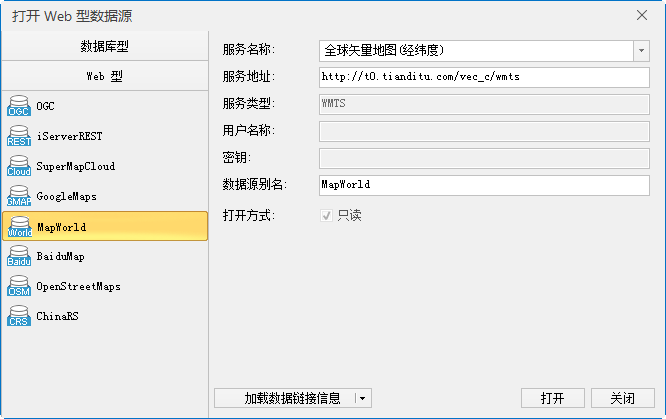 打开 Web 型数据源
数据库型
Web 型
OGC OGC
REST iServerREST
Cloud SuperMapCloud
GMAP GoogleMaps
World MapWorld
Baidu BaiduMap
OSM OpenStreetMaps
CRS ChinaRS
服务名称: 全球矢量地图(经纬度)
服务地址: http://t0.tianditu.com/vec_c/wmts
服务类型: WMTS
用户名称:
密钥:
数据源别名: MapWorld
打开方式: 只读
加载数据链接信息 打开 关闭